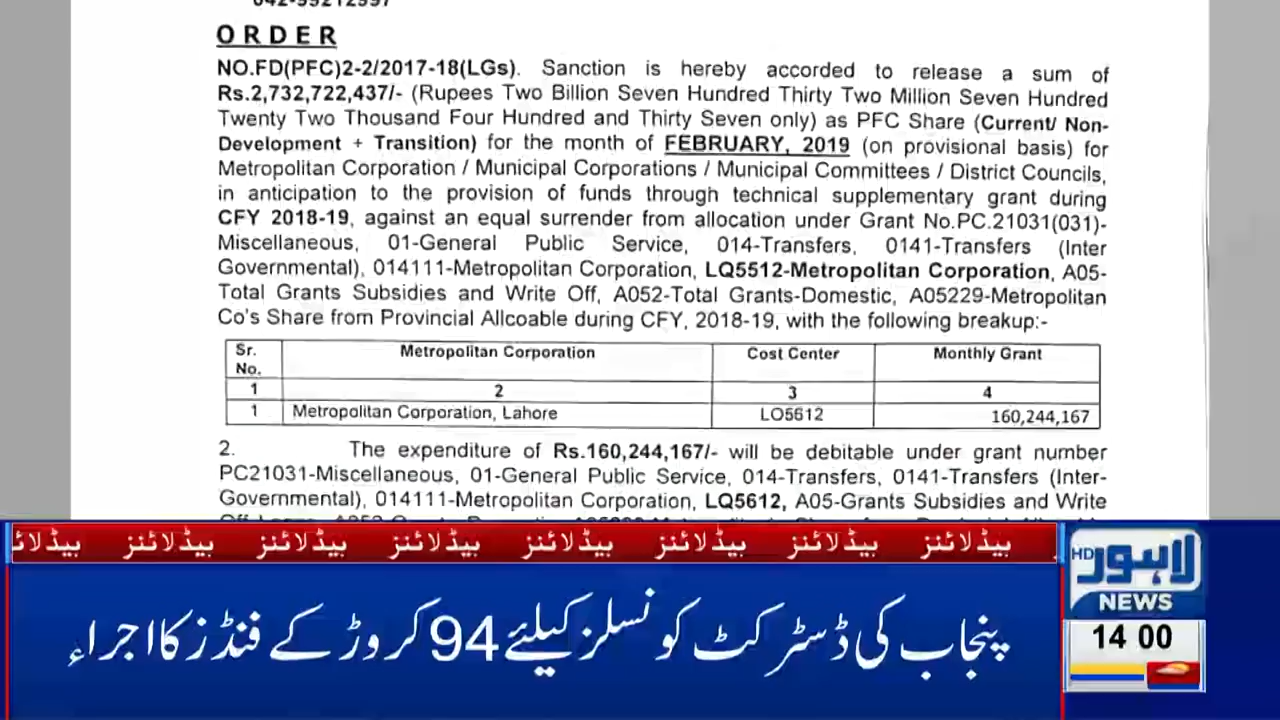 042-99212997
ORDER
NO.FD(PFC)2-2/2017-18(LGs). Sanction is hereby accorded to release a sum of
Rs.2,732,722,437/- (Rupees Two Billion Seven Hundred Thirty Two Million Seven Hundred
Twenty Two Thousand Four Hundred and Thirty Seven only) as PFC Share (Current/ Non-
Development + Transition) for the month of FEBRUARY, 2019 (on provisional basis) for
Metropolitan Corporation / Municipal Corporations / Municipal Committees / District Councils,
in anticipation to the provision of funds through technical supplementary grant during
CFY 2018-19, against an equal surrender from allocation under Grant No.PC.21031(031)-
Miscellaneous, 01-General Public Service, 014-Transfers, 0141-Transfers (Inter
Governmental), 014111-Metropolitan Corporation, LQ5512-Metropolitan Corporation, A05-
Total Grants Subsidies and Write Off, A052-Total Grants-Domestic, A05229-Metropolitan
Co's Share from Provincial Allcoable during CFY, 2018-19, with the following breakup:-
Sr. No. Metropolitan Corporation Cost Center Monthly Grant
1 2 3 4
1 Metropolitan Corporation, Lahore LO5612 160,244,167
2. The expenditure of Rs.160,244,167/- will be debitable under grant number
PC21031-Miscellaneous, 01-General Public Service, 014-Transfers, 0141-Transfers (Inter-
Governmental), 014111-Metropolitan Corporation, LQ5612, A05-Grants Subsidies and Write
ہیڈلائنز ہیڈلائنز ہیڈلائنز ہیڈلائنز ہیڈلائنز ہیڈلائنز ہیڈلائنز ہیڈلائنز
پنجاب کی ڈسٹرکٹ کونسلز کیلئے 94 کروڑ کے فنڈز کا اجراء
لاہور HD
NEWS
14 00